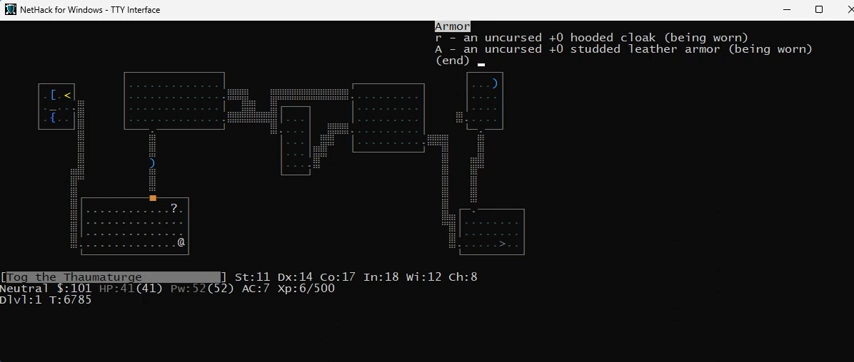 NetHack for Windows - TTY Interface
Armor
r - an uncursed +0 hooded cloak (being worn)
A - an uncursed +0 studded leather armor (being worn)
(end)
[Tog the Thaumaturge ] St:11 Dx:14 Co:17 In:18 Wi:12 Ch:8
Neutral $:101 HP:41(41) Pw:52(52) AC:7 Xp:6/500
Dlvl:1 T:6785